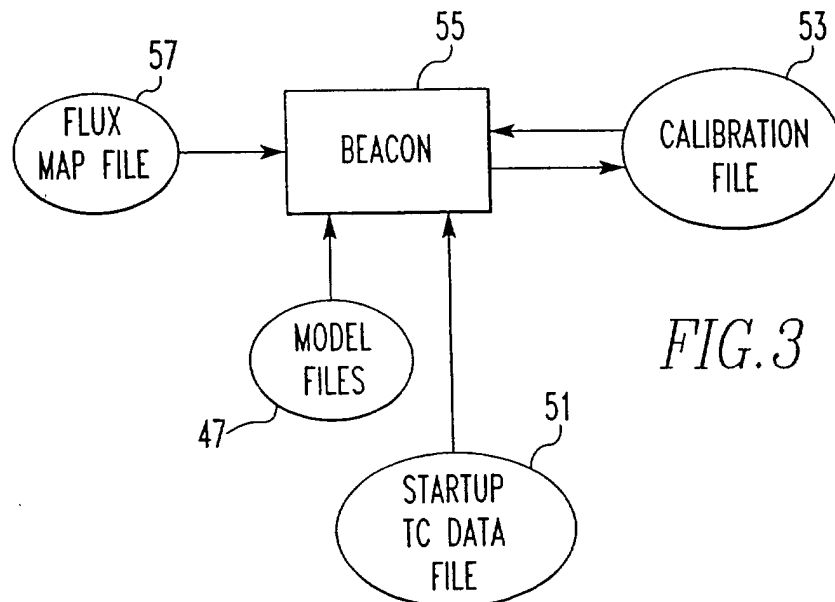 57
FLUX
MAP FILE
55
BEACON
53
CALIBRATION
FILE
MODEL
FILES
47
FIG.3
51
STARTUP
TC DATA
FILE